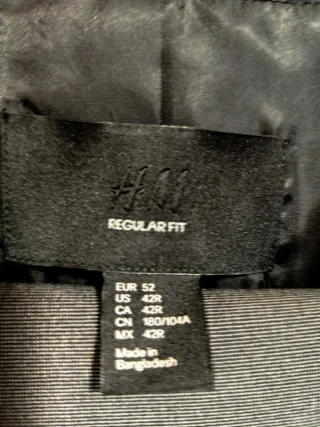 H&M
REGULAR FIT
EUR 52
US 42R
CA 42R
CN 180/104A
MX 42R
Made in
Bangladesh